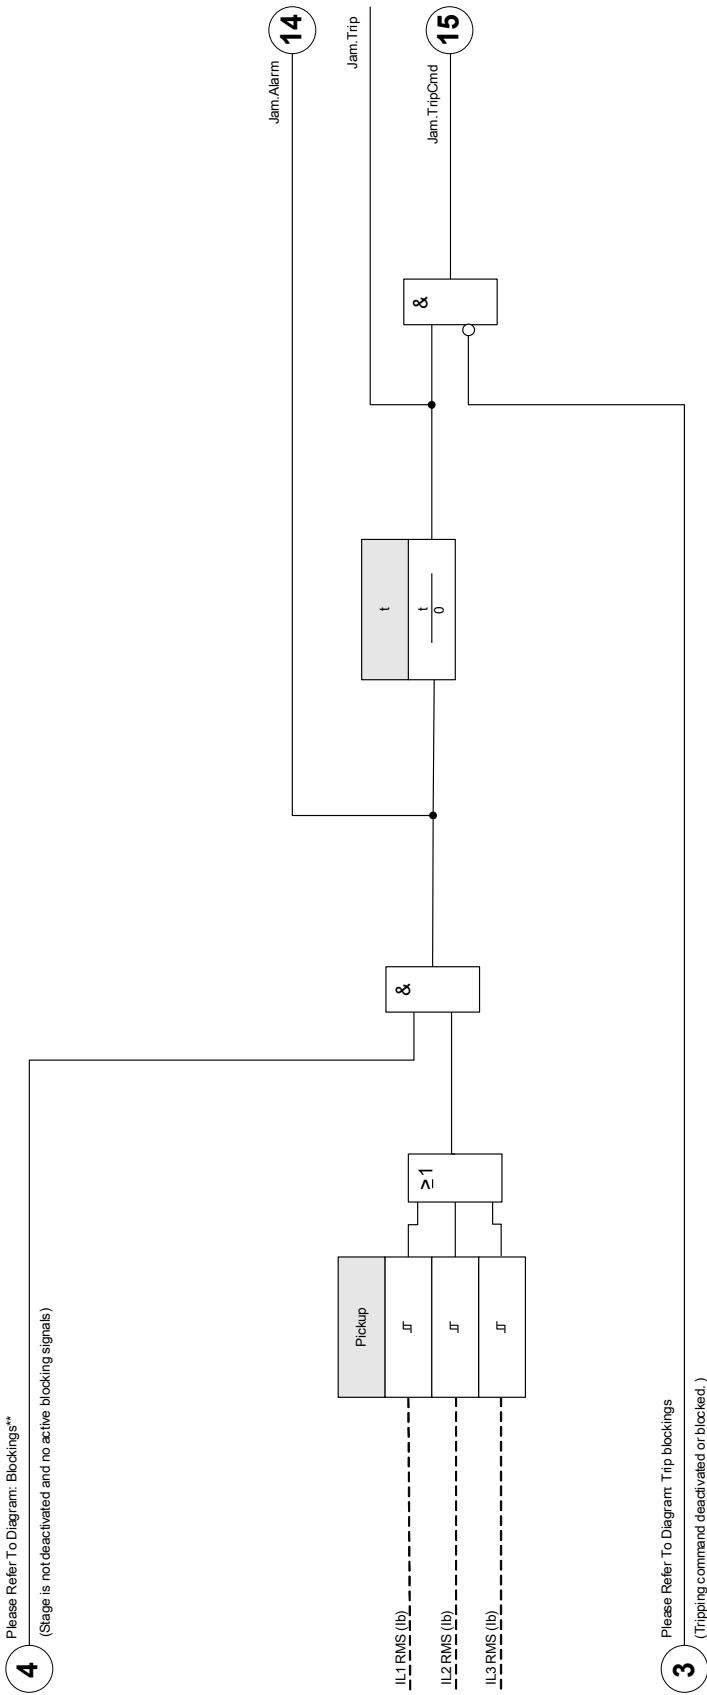 4
Please Refer To Diagram: Blockings**
(Stage is not deactivated and no active blocking signals)
IL1 RMS (Ib)
IL2 RMS (Ib)
IL3 RMS (Ib)
Pickup
≥1
&
t
t
0
&
Jam.Alarm
14
Jam.Trip
Jam.TripCmd
15
3
Please Refer To Diagram: Trip blockings
(Tripping command deactivated or blocked. )